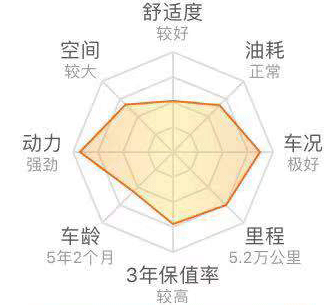 舒适度
较好
空间
较大
油耗
正常
动力
强劲
车况
极好
车龄
5年2个月
里程
5.2万公里
3年保值率
较高